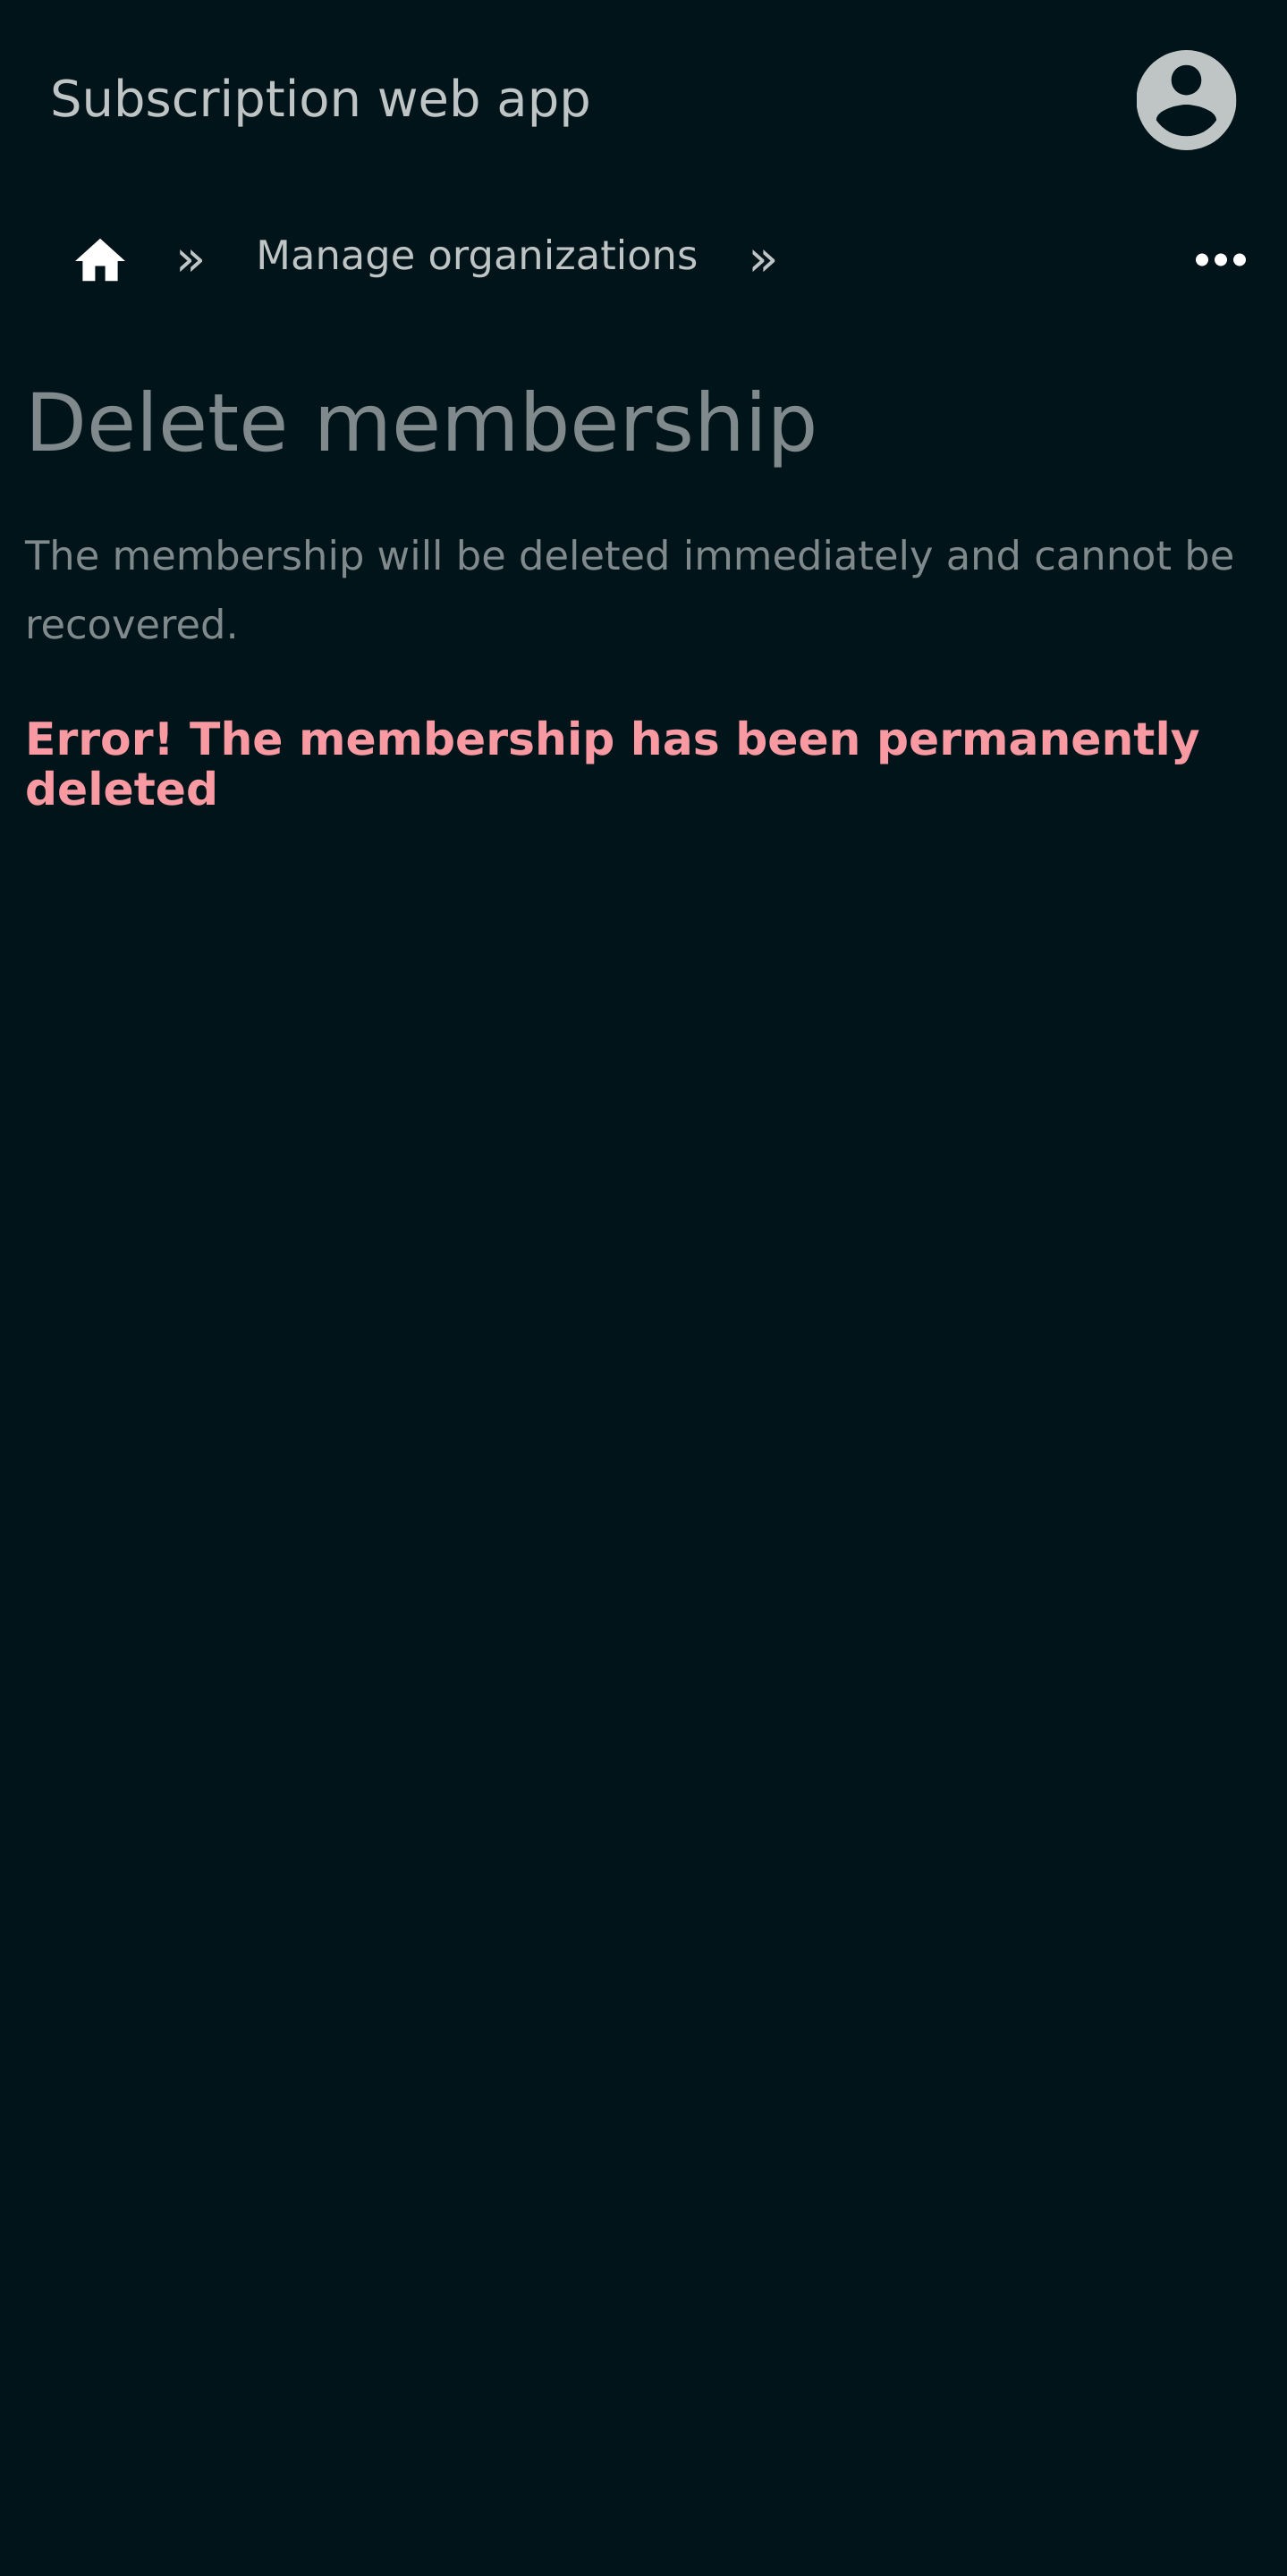 Subscription web app
» Manage organizations »
Delete membership
The membership will be deleted immediately and cannot be
recovered.
Error! The membership has been permanently
deleted